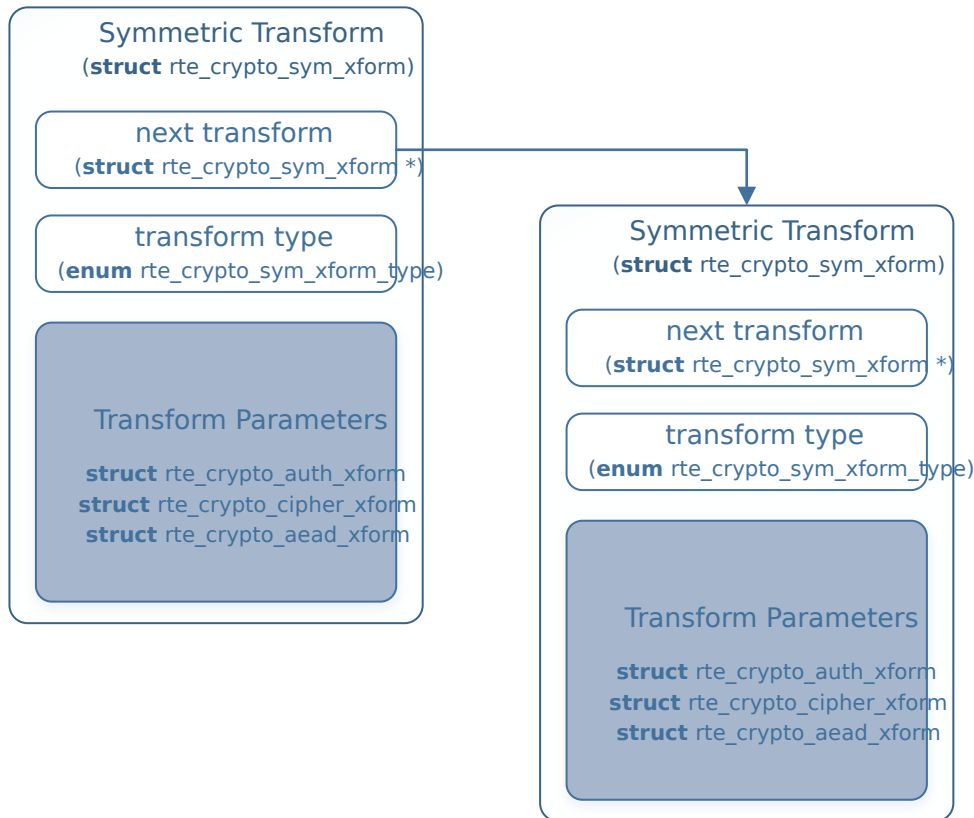 Symmetric Transform
(struct rte_crypto_sym_xform)
next transform
(struct rte_crypto_sym_xform *)
transform type
(enum rte_crypto_sym_xform_type)
Transform Parameters
struct rte_crypto_auth_xform
struct rte_crypto_cipher_xform
struct rte_crypto_aead_xform
Symmetric Transform
(struct rte_crypto_sym_xform)
next transform
(struct rte_crypto_sym_xform *)
transform type
(enum rte_crypto_sym_xform_type)
Transform Parameters
struct rte_crypto_auth_xform
struct rte_crypto_cipher_xform
struct rte_crypto_aead_xform